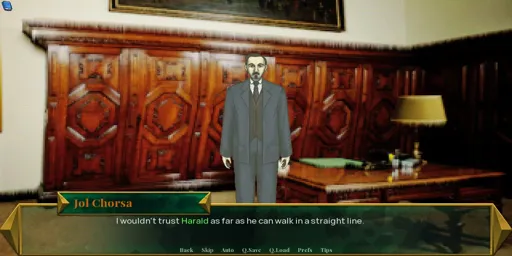 Jol Chorsa
I wouldn't trust Harald as far as he can walk in a straight line.
Back Skip Auto Q.Save Q.Load Prefs Tips